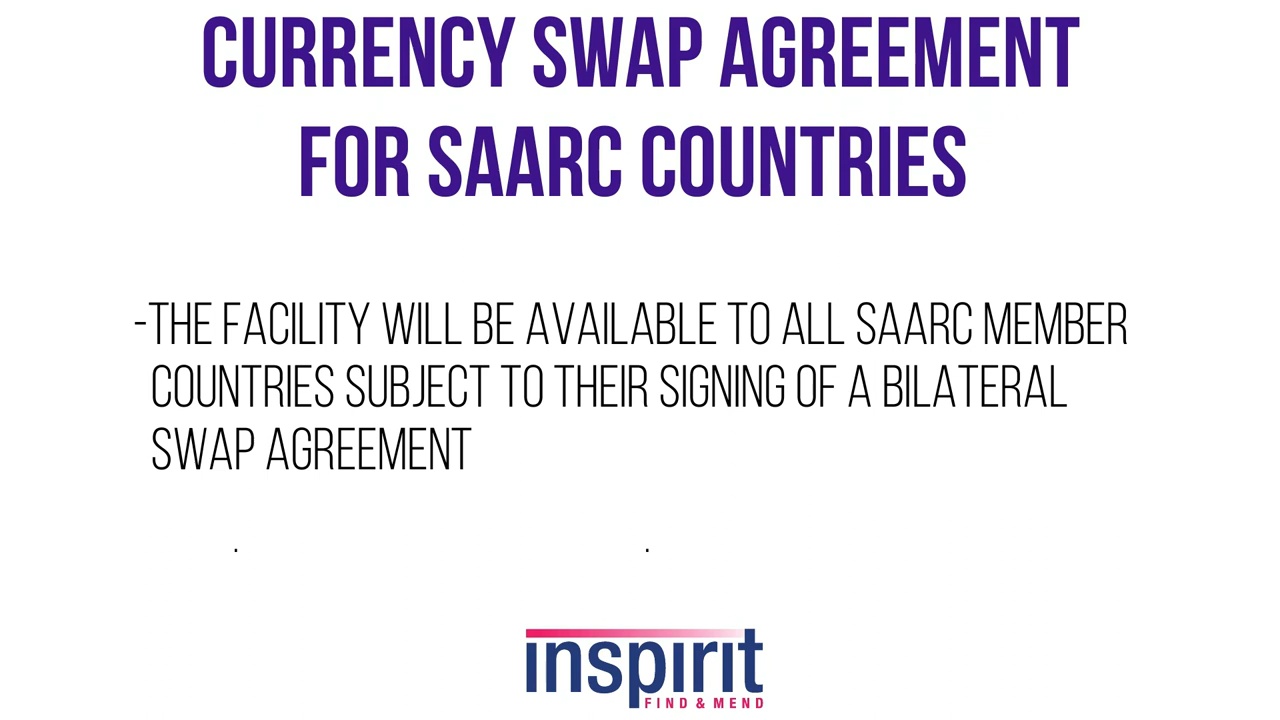 CURRENCY SWAP AGREEMENT
FOR SAARC COUNTRIES
-THE FACILITY WILL BE AVAILABLE TO ALL SAARC MEMBER
COUNTRIES SUBJECT TO THEIR SIGNING OF A BILATERAL
SWAP AGREEMENT
. .
inspirit
FIND & MEND